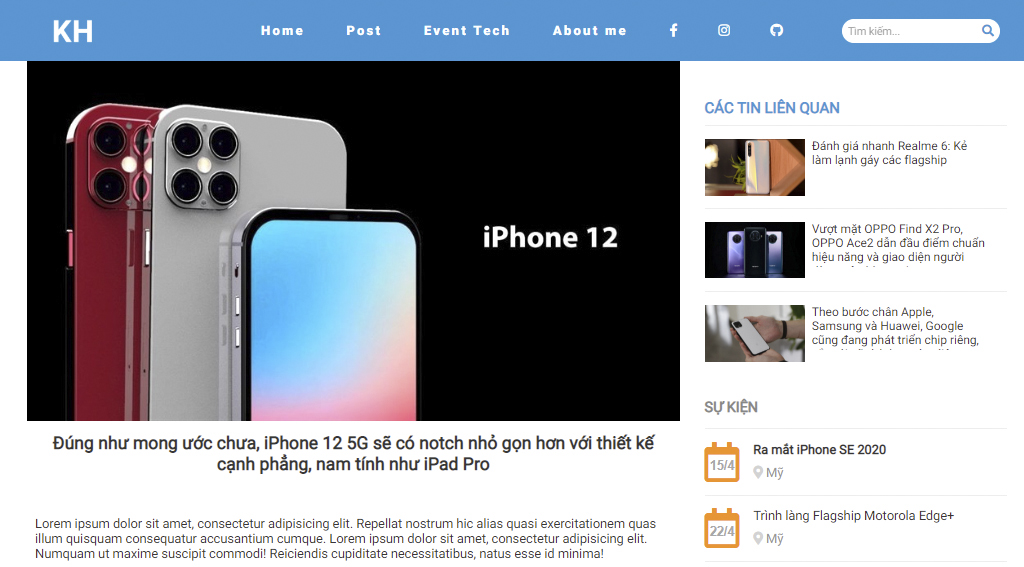 KH
Home
Post
Event Tech
About me
Tìm kiếm...
iPhone 12
Đúng như mong ước chưa, iPhone 12 5G sẽ có notch nhỏ gọn hơn với thiết kế
cạnh phẳng, nam tính như iPad Pro
Lorem ipsum dolor sit amet, consectetur adipisicing elit. Repellat nostrum hic alias quasi exercitationem quam
illum quisquam consequatur accusantium cumque. Lorem ipsum dolor sit amet, consectetur adipisicing elit.
Numquam ut maxime suscipit commodi! Reiciendis cupiditate necessitatibus, natus esse id minima!
CÁC TIN LIÊN QUAN
Đánh giá nhanh Realme 6: Kẻ
làm lạnh gáy các flagship
Vượt mặt OPPO Find X2 Pro,
OPPO Ace2 dẫn đầu điểm chuẩn
hiệu năng và giao diện người
Theo bước chân Apple,
Samsung và Huawei, Google
cũng đang phát triển chip riêng,
SỰ KIỆN
15/4
Ra mắt iPhone SE 2020
Mỹ
22/4
Trình làng Flagship Motorola Edge+
Mỹ